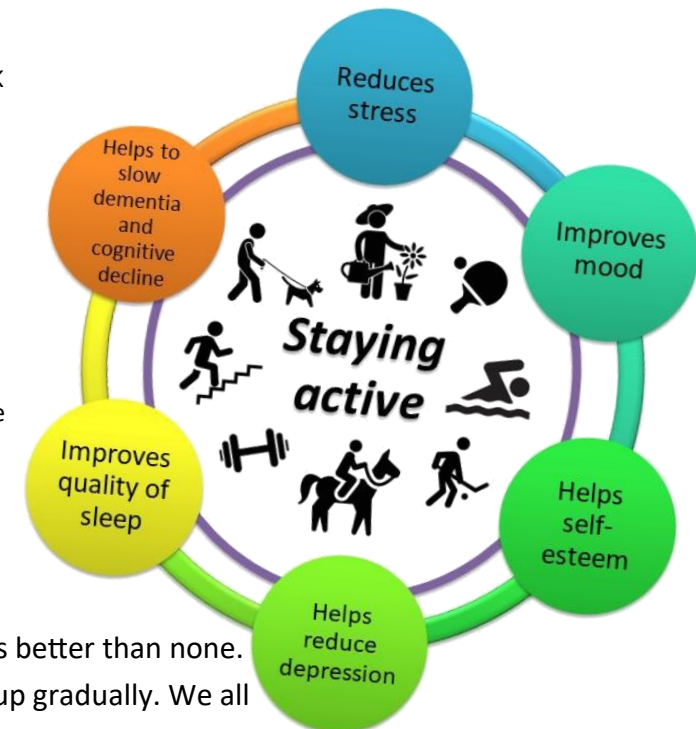 Reduces
stress
Improves
mood
Helps
self-
esteem
Helps
reduce
depression
Improves
quality of
sleep
Helps to
slow
dementia
and
cognitive
decline
Staying
active
better than none.
up gradually. We all